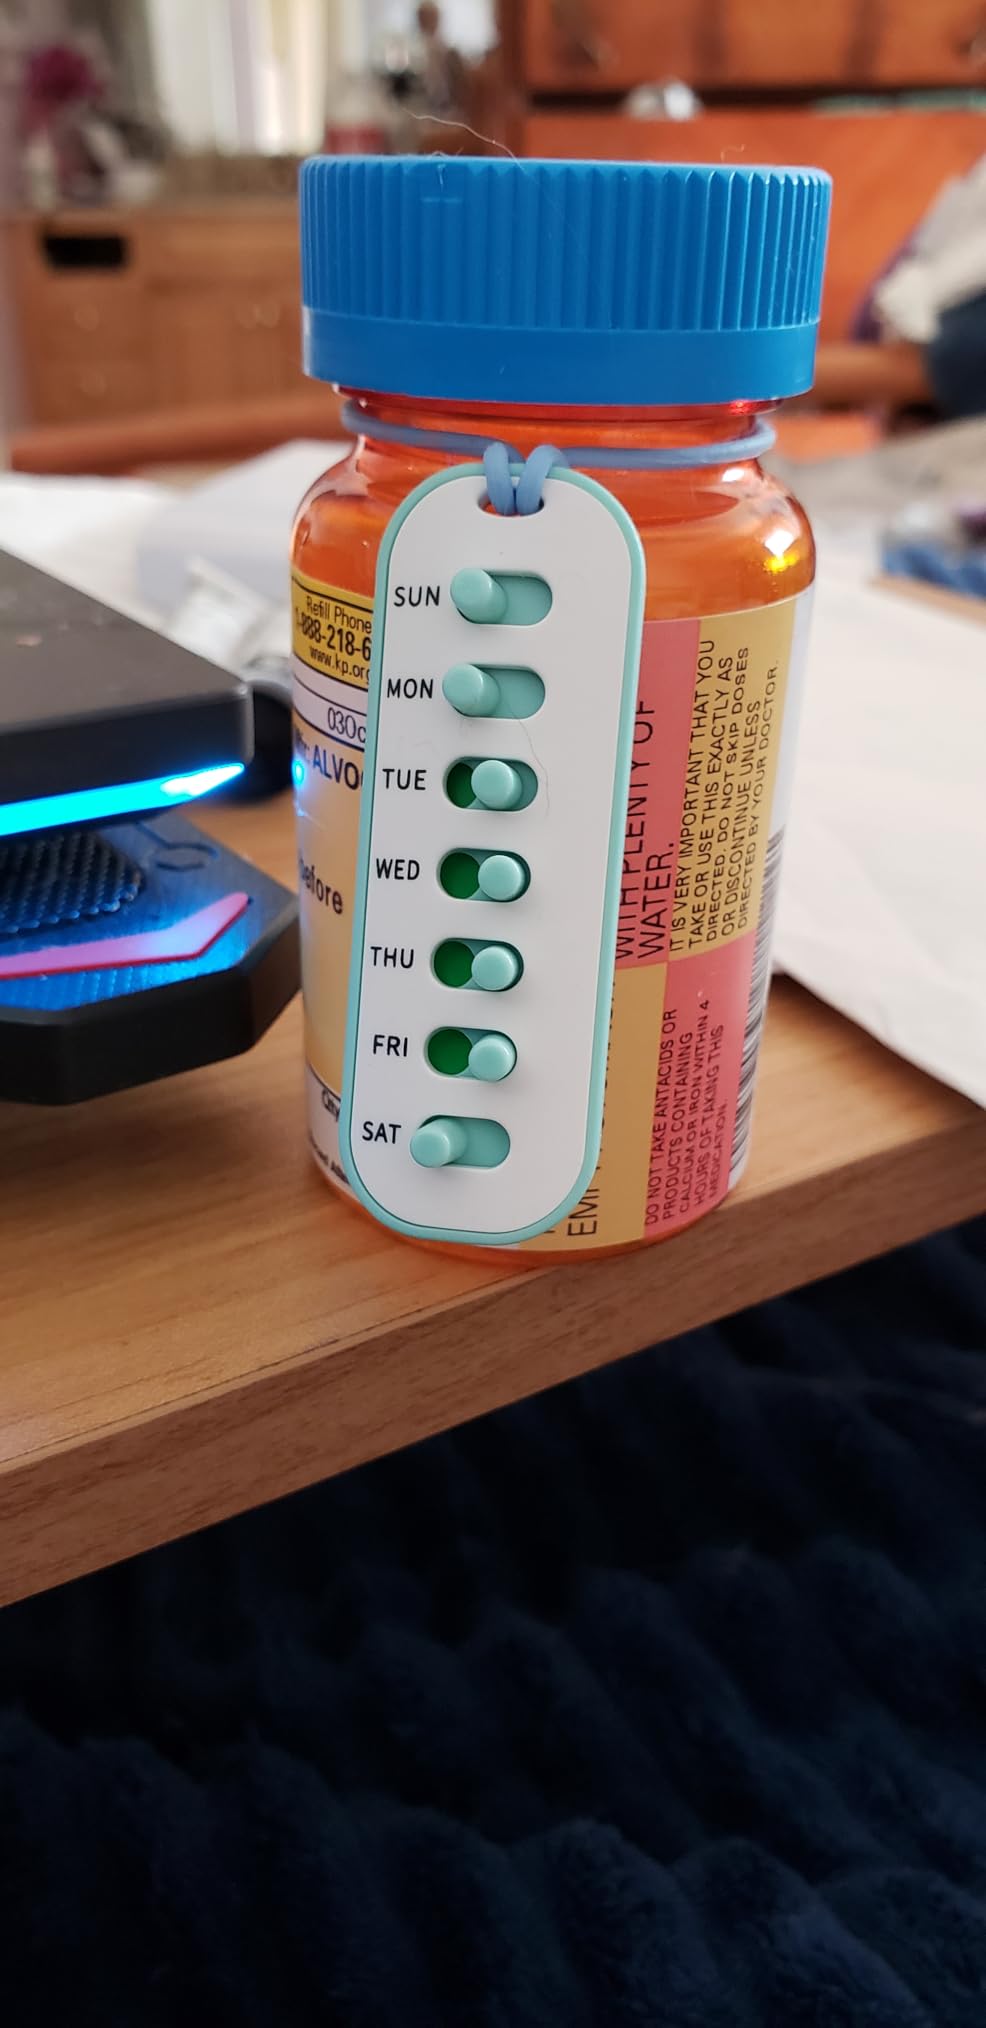 SUN
MON
TUE
WED
THU
FRI
SAT
Refill Phone
1-888-218-6
www.kp.org
03Oc
ALVO
before
WITH PLENTY OF
WATER.
IT IS VERY IMPORTANT THAT YOU
TAKE OR USE THIS EXACTLY AS
DIRECTED. DO NOT SKIP DOSES
OR DISCONTINUE UNLESS
DIRECTED BY YOUR DOCTOR.
DO NOT TAKE ANTACIDS OR
PRODUCTS CONTAINING
CALCIUM OR IRON WITHIN 4
HOURS OF TAKING THIS
MEDICATION.